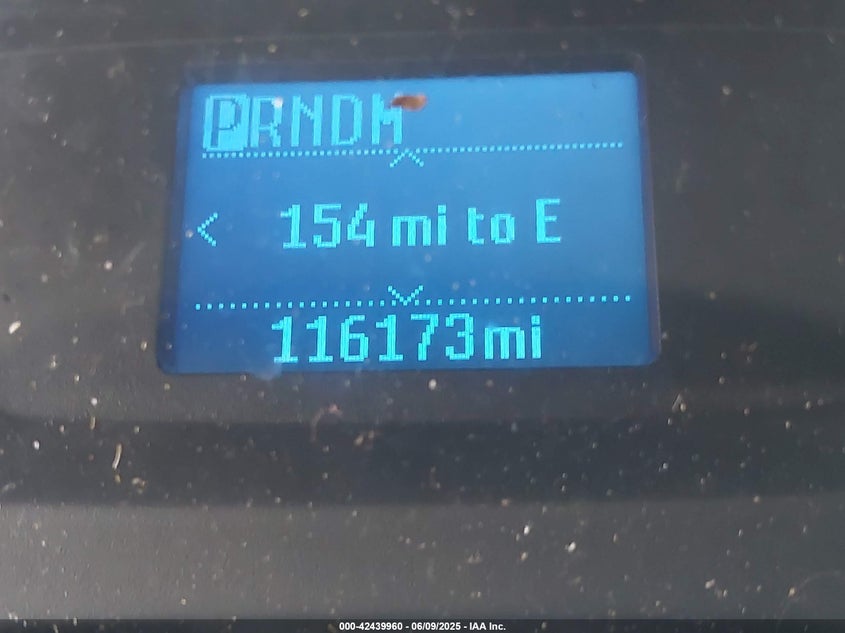 PRNDM
154 mi to E
116173mi
000-42439960 - 06/09/2025 - IAA Inc.